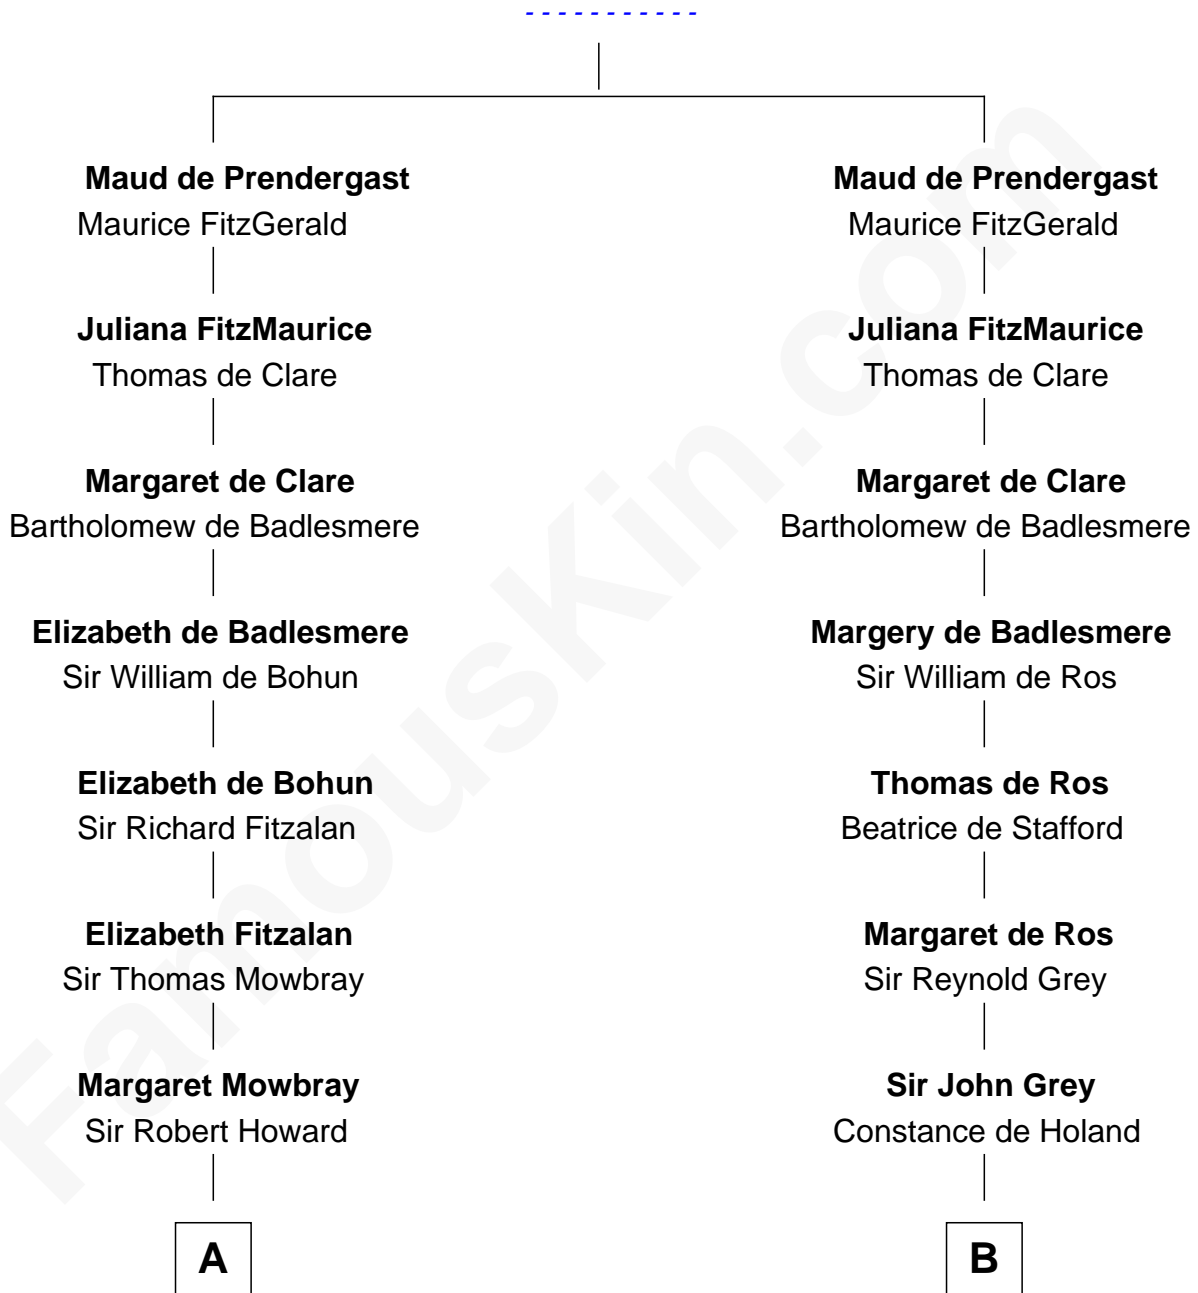 - - - - - - - - - - -
Maud de Prendergast
Maurice FitzGerald
Juliana FitzMaurice
Thomas de Clare
Margaret de Clare
Bartholomew de Badlesmere
Elizabeth de Badlesmere
Sir William de Bohun
Elizabeth de Bohun
Sir Richard Fitzalan
Elizabeth Fitzalan
Sir Thomas Mowbray
Margaret Mowbray
Sir Robert Howard
A
Maud de Prendergast
Maurice FitzGerald
Juliana FitzMaurice
Thomas de Clare
Margaret de Clare
Bartholomew de Badlesmere
Margery de Badlesmere
Sir William de Ros
Thomas de Ros
Beatrice de Stafford
Margaret de Ros
Sir Reynold Grey
Sir John Grey
Constance de Holand
B
FamousKin.com